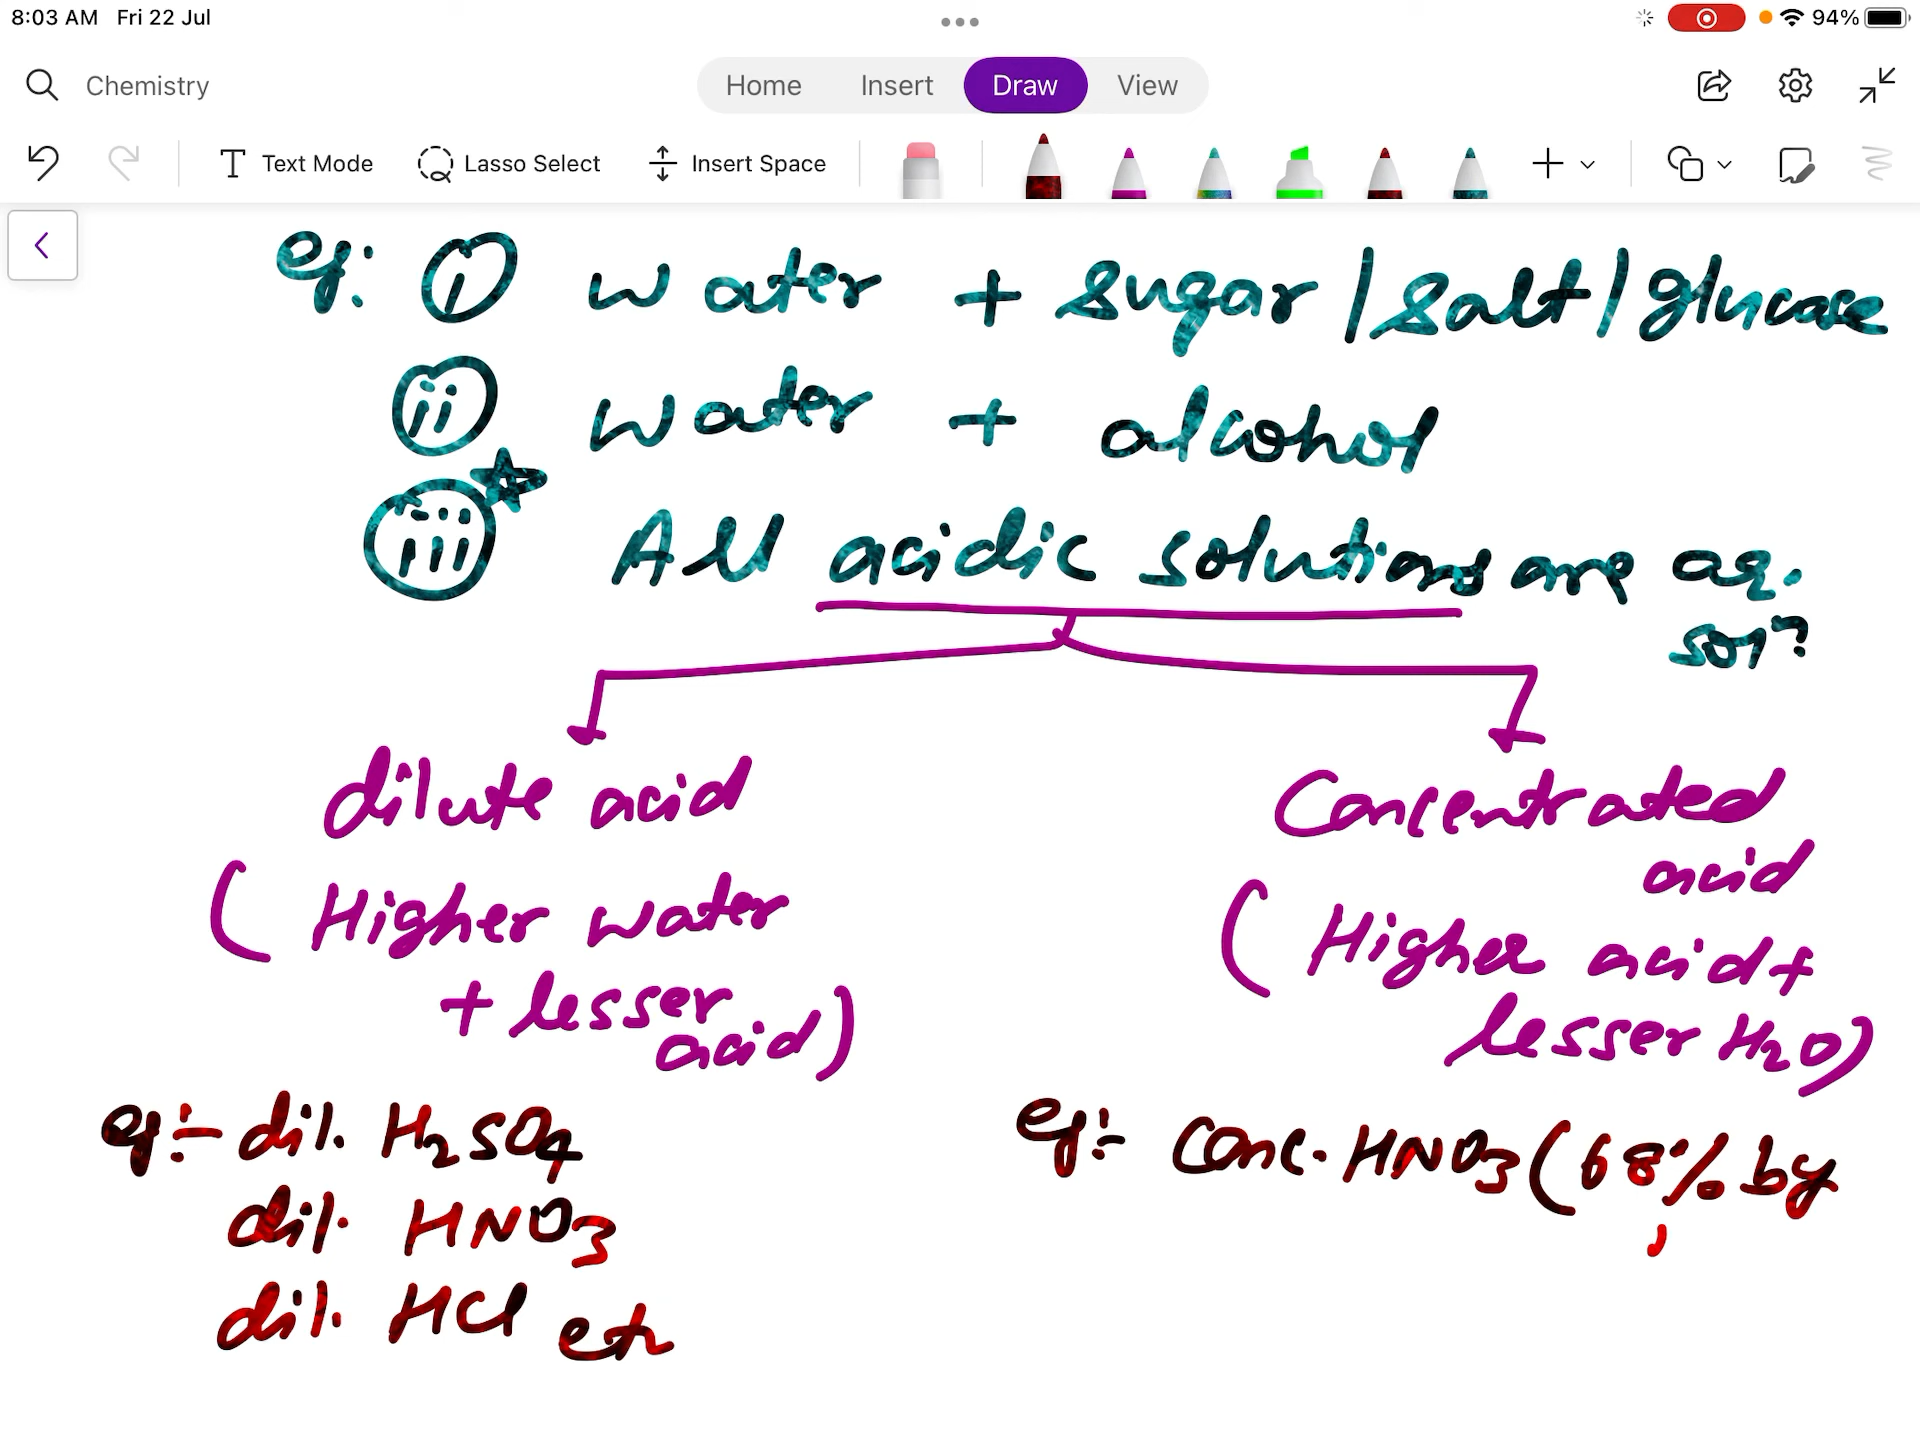 8:03 AM Fri 22 Jul
94%
Chemistry
Home Insert Draw View
Text Mode Lasso Select Insert Space
eg: (i) water + sugar / salt / glucose
(ii) water + alcohol
(iii) All acidic solutions are aq.
solⁿ
dilute acid
Concentrated
acid
(Higher water
+ lesser
acid)
(Higher acid +
lesser H2O)
eg:- dil. H2SO4
dil. HNO3
dil. HCl etc
eg:- Conc. HNO3 (68% by